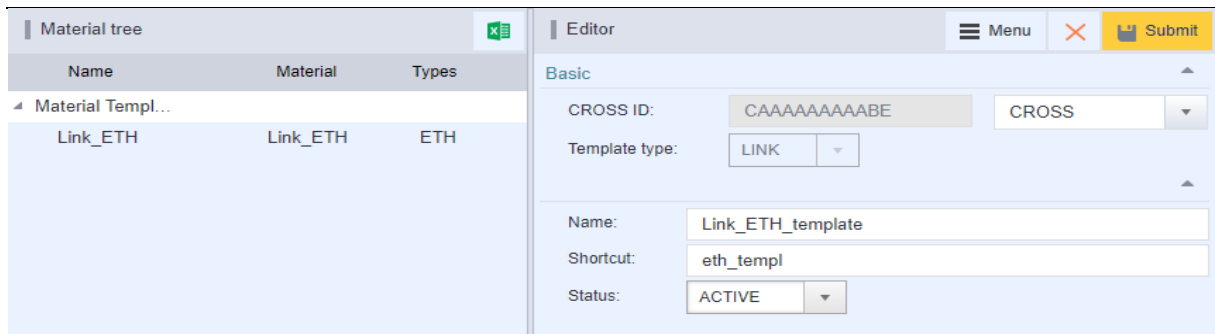 Material tree
Name Material Types
Material Templ...
Link_ETH Link_ETH ETH
Editor
Menu
Submit
Basic
CROSS ID: CAAAAAAAAABE CROSS
Template type: LINK
Name: Link_ETH_template
Shortcut: eth_templ
Status: ACTIVE